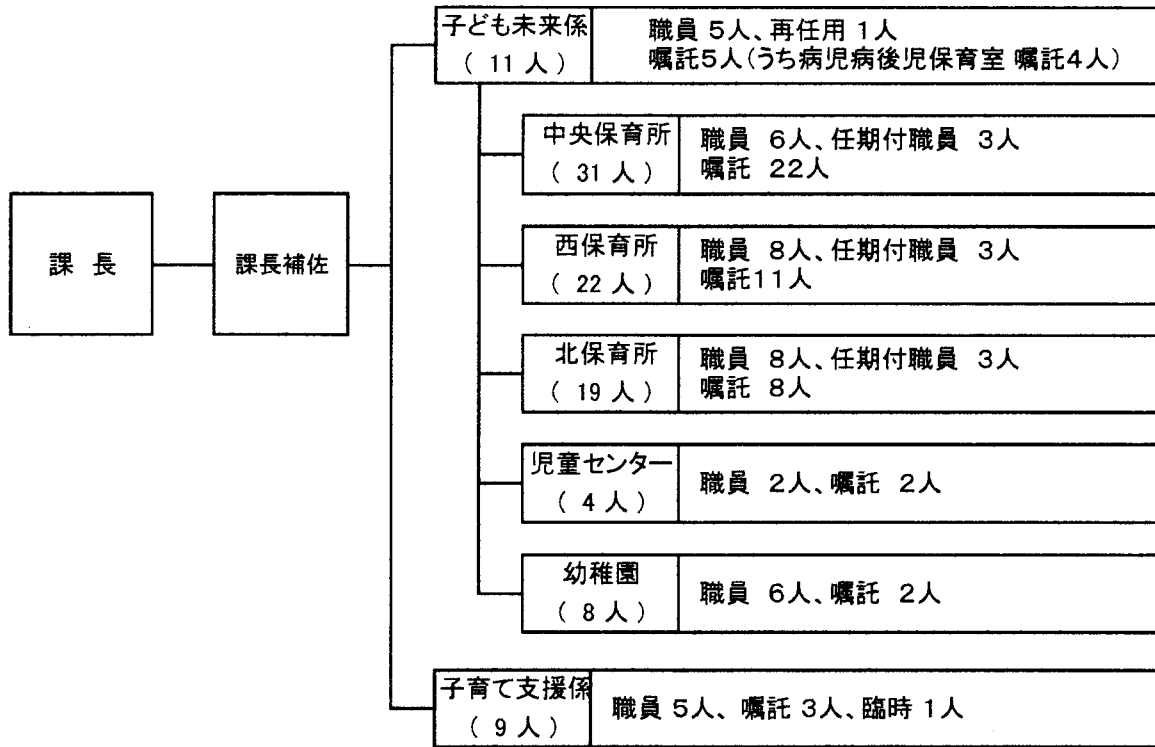 子ども未来係
( 11 人 )
職員 5人、再任用 1人
嘱託5人(うち病児病後児保育室 嘱託4人)
中央保育所
( 31 人 )
職員 6人、任期付職員 3人
嘱託 22人
課 長
課長補佐
西保育所
( 22 人 )
職員 8人、任期付職員 3人
嘱託11人
北保育所
( 19 人 )
職員 8人、任期付職員 3人
嘱託 8人
児童センター
( 4 人 )
職員 2人、嘱託 2人
幼稚園
( 8 人 )
職員 6人、嘱託 2人
子育て支援係
( 9 人 )
職員 5人、 嘱託 3人、臨時 1人